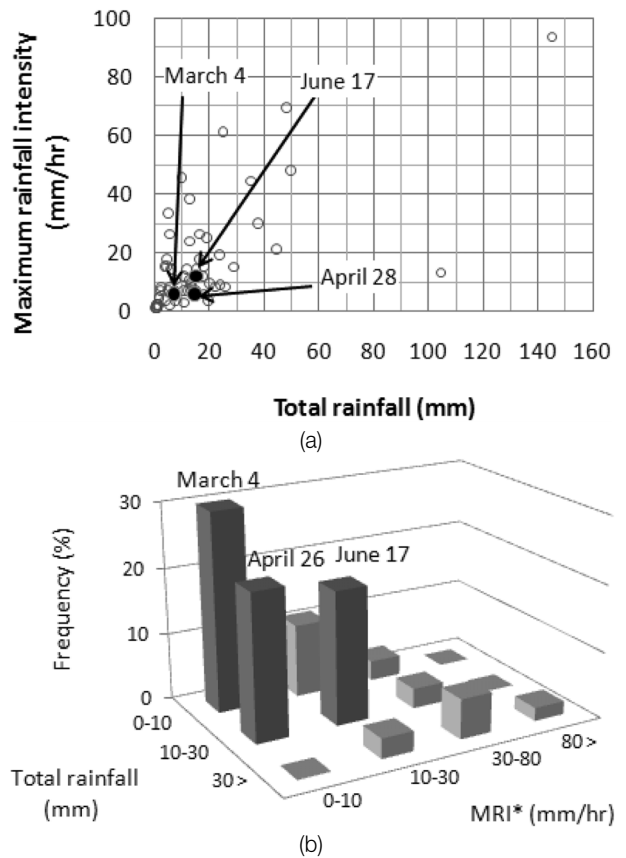 100
80
60
40
20
0
Maximum rainfall intensity
(mm/hr)
March 4
June 17
April 28
0 20 40 60 80 100 120 140 160
Total rainfall (mm)
(a)
30
20
10
0
Frequency (%)
March 4
April 26
June 17
0-10
10-30
30 >
Total rainfall
(mm)
0-10
10-30
30-80
80 >
MRI* (mm/hr)
(b)